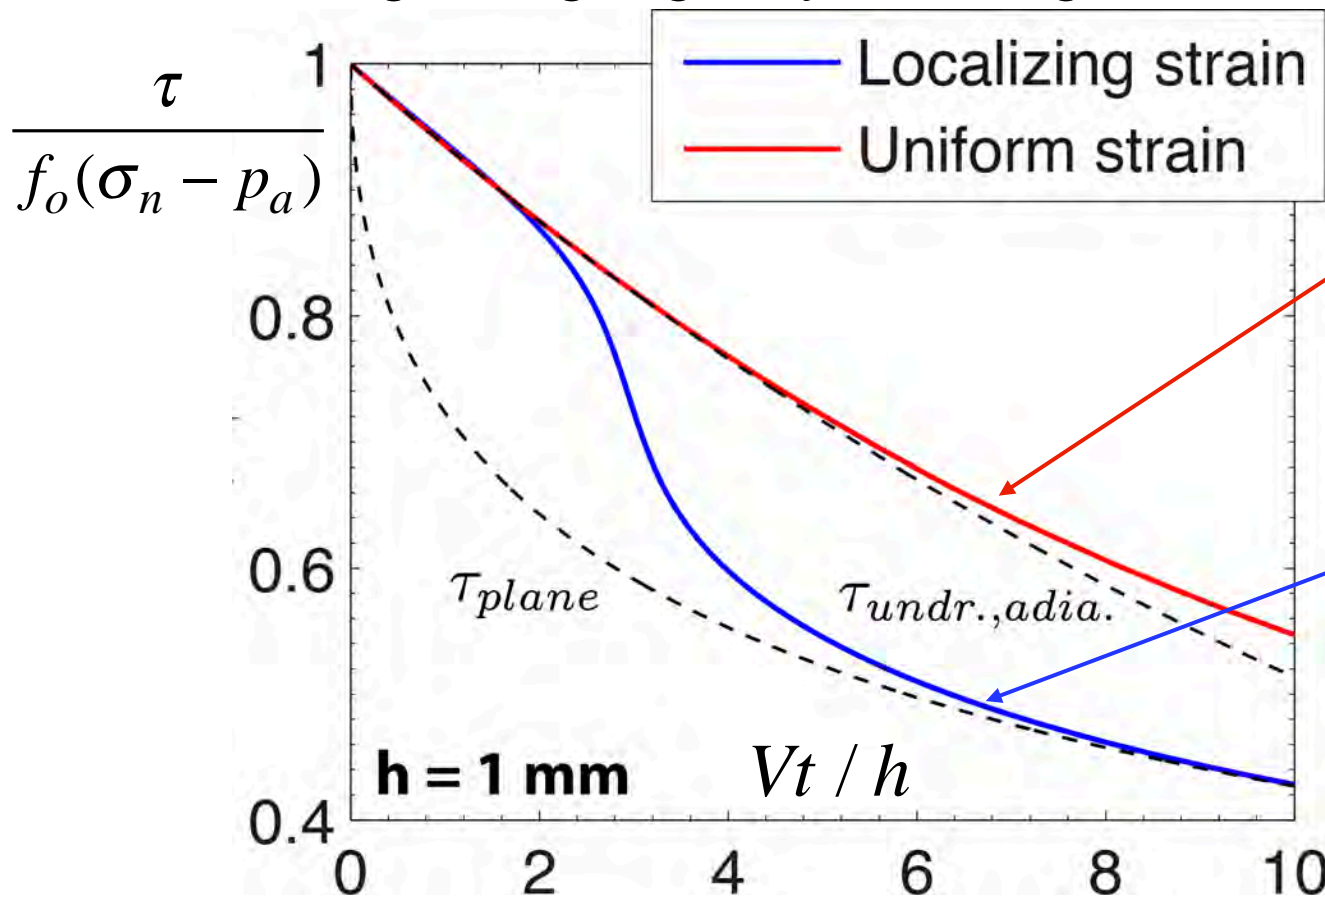 τ
f_o(σ_n − p_a)
Localizing strain
Uniform strain
1
0.8
0.6
0.4
τ_plane
τ_undr.,adia.
h = 1 mm
Vt / h
0 2 4 6 8 10